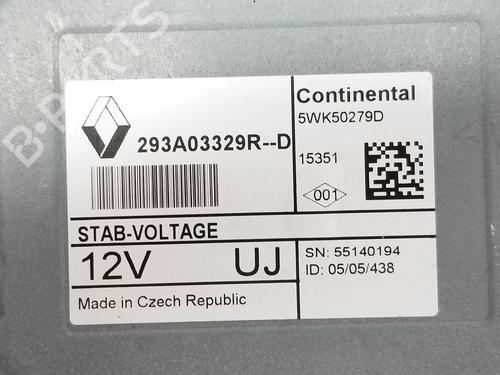 B-PARTS
293A03329R--D
Continental
5WK50279D
15351
001
STAB-VOLTAGE
12V UJ
SN: 55140194
ID: 05/05/438
Made in Czech Republic